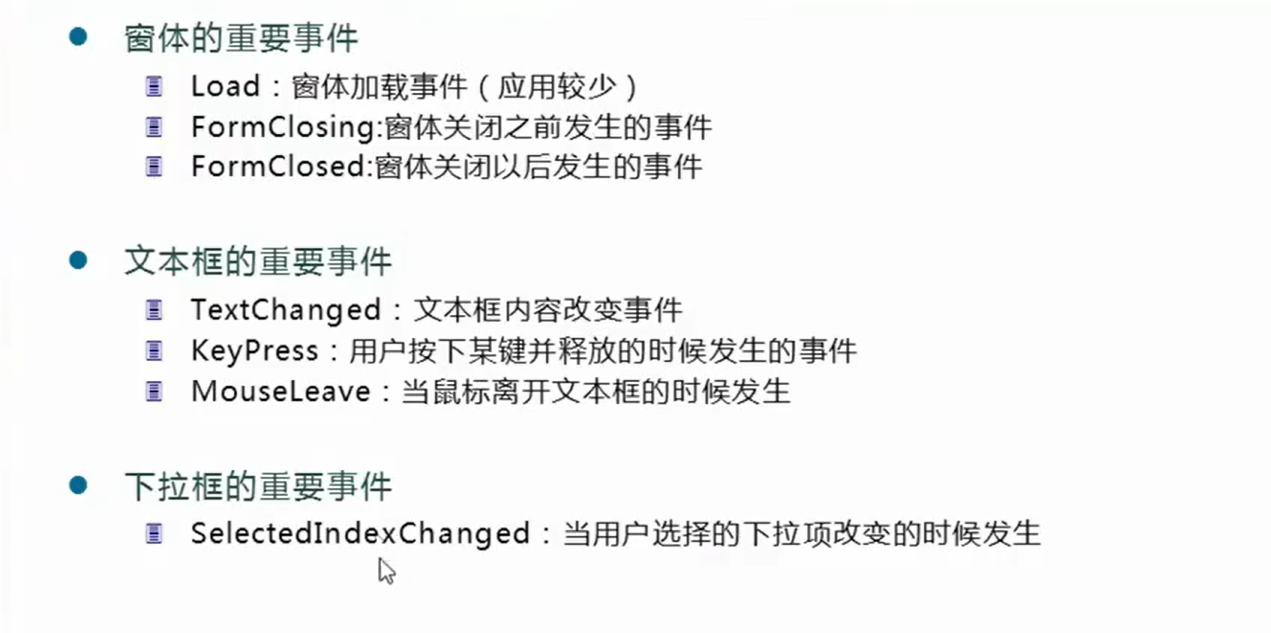 窗体的重要事件
Load：窗体加载事件（应用较少）
FormClosing:窗体关闭之前发生的事件
FormClosed:窗体关闭以后发生的事件
文本框的重要事件
TextChanged：文本框内容改变事件
KeyPress：用户按下某键并释放的时候发生的事件
MouseLeave：当鼠标离开文本框的时候发生
下拉框的重要事件
SelectedIndexChanged：当用户选择的下拉项改变的时候发生